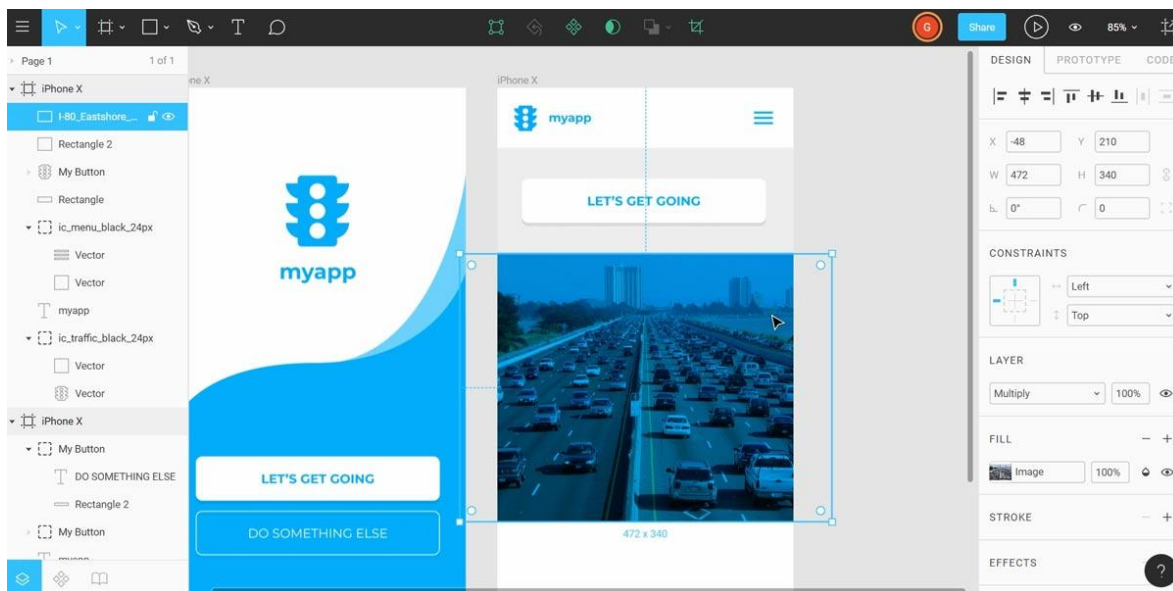 G
Share
85%
Page 1
1 of 1
iPhone X
I-80_Eastshore_...
Rectangle 2
My Button
Rectangle
ic_menu_black_24px
Vector
Vector
myapp
ic_traffic_black_24px
Vector
Vector
iPhone X
My Button
DO SOMETHING ELSE
Rectangle 2
My Button
ne X
myapp
LET'S GET GOING
DO SOMETHING ELSE
iPhone X
myapp
LET'S GET GOING
472 x 340
DESIGN
PROTOTYPE
CODE
X
-48
Y
210
W
472
H
340
0°
0
CONSTRAINTS
Left
Top
LAYER
Multiply
100%
FILL
Image
100%
STROKE
EFFECTS
?